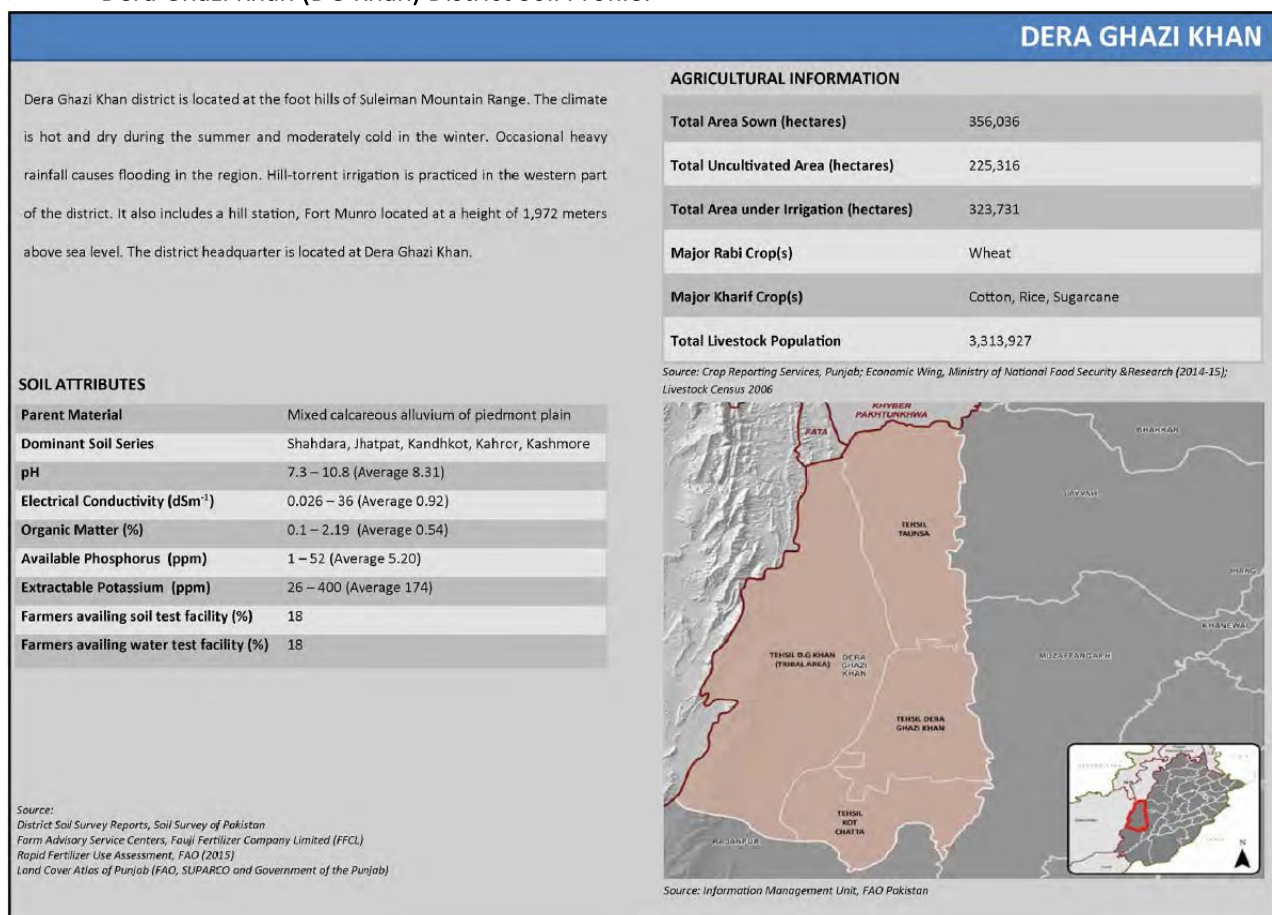 Dera Ghazi Khan (DG Khan) District Soil Profile:
DERA GHAZI KHAN
Dera Ghazi Khan district is located at the foot hills of Suleiman Mountain Range. The climate
is hot and dry during the summer and moderately cold in the winter. Occasional heavy
rainfall causes flooding in the region. Hill-torrent irrigation is practiced in the western part
of the district. It also includes a hill station, Fort Munro located at a height of 1,972 meters
above sea level. The district headquarter is located at Dera Ghazi Khan.
SOIL ATTRIBUTES
Parent Material Mixed calcareous alluvium of piedmont plain
Dominant Soil Series Shahdara, Jhatpat, Kandhkot, Kahror, Kashmore
pH 7.3 – 10.8 (Average 8.31)
Electrical Conductivity (dSm⁻¹) 0.026 – 36 (Average 0.92)
Organic Matter (%) 0.1 – 2.19 (Average 0.54)
Available Phosphorus (ppm) 1 – 52 (Average 5.20)
Extractable Potassium (ppm) 26 – 400 (Average 174)
Farmers availing soil test facility (%) 18
Farmers availing water test facility (%) 18
Source:
District Soil Survey Reports, Soil Survey of Pakistan
Farm Advisory Service Centers, Fauji Fertilizer Company Limited (FFCL)
Rapid Fertilizer Use Assessment, FAO (2015)
Land Cover Atlas of Punjab (FAO, SUPARCO and Government of the Punjab)
AGRICULTURAL INFORMATION
Total Area Sown (hectares) 356,036
Total Uncultivated Area (hectares) 225,316
Total Area under Irrigation (hectares) 323,731
Major Rabi Crop(s) Wheat
Major Kharif Crop(s) Cotton, Rice, Sugarcane
Total Livestock Population 3,313,927
Source: Crop Reporting Services, Punjab; Economic Wing, Ministry of National Food Security &Research (2014-15);
Livestock Census 2006
KHYBER
PAKHTUNKHWA
FATA
BHAKKAR
LAYYAH
TEHSIL
TAUNSA
JHANG
KHANEWAL
MUZAFFARGARH
TEHSIL D.G KHAN
(TRIBAL AREA)
DERA
GHAZI
KHAN
TEHSIL DERA
GHAZI KHAN
TEHSIL
KOT
CHATTA
RAJANPUR
N
Source: Information Management Unit, FAO Pakistan